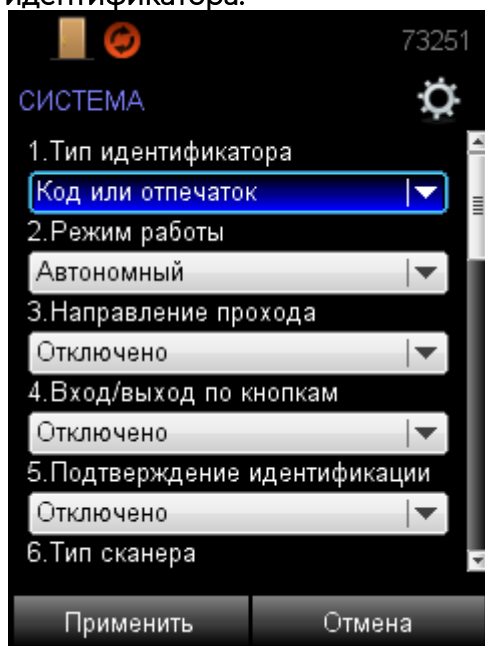 идентификатора.
73251
СИСТЕМА
1.Тип идентификатора
Код или отпечаток
2.Режим работы
Автономный
3.Направление прохода
Отключено
4.Вход/выход по кнопкам
Отключено
5.Подтверждение идентификации
Отключено
6.Тип сканера
Применить Отмена